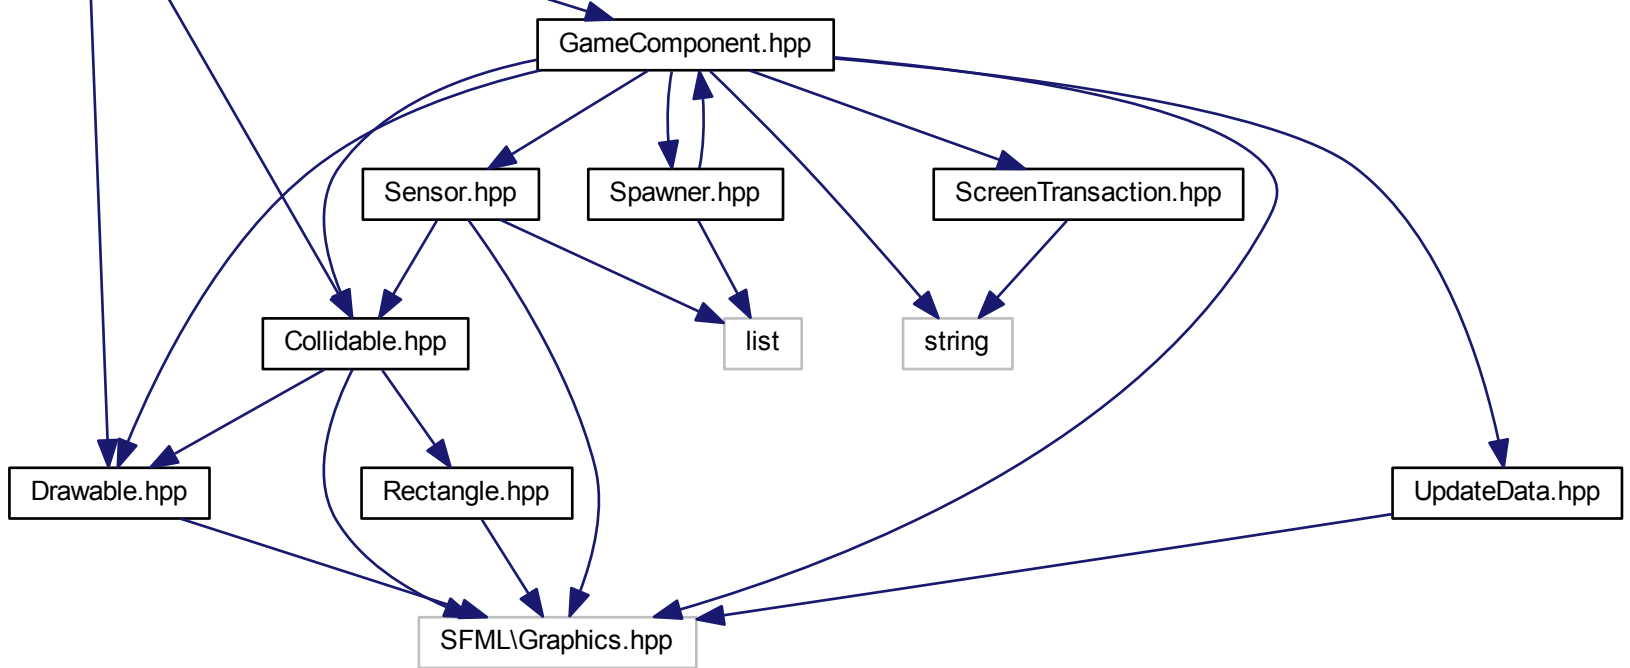 GameComponent.hpp
Sensor.hpp
Spawner.hpp
ScreenTransaction.hpp
Collidable.hpp
list
string
Drawable.hpp
Rectangle.hpp
UpdateData.hpp
SFML\Graphics.hpp